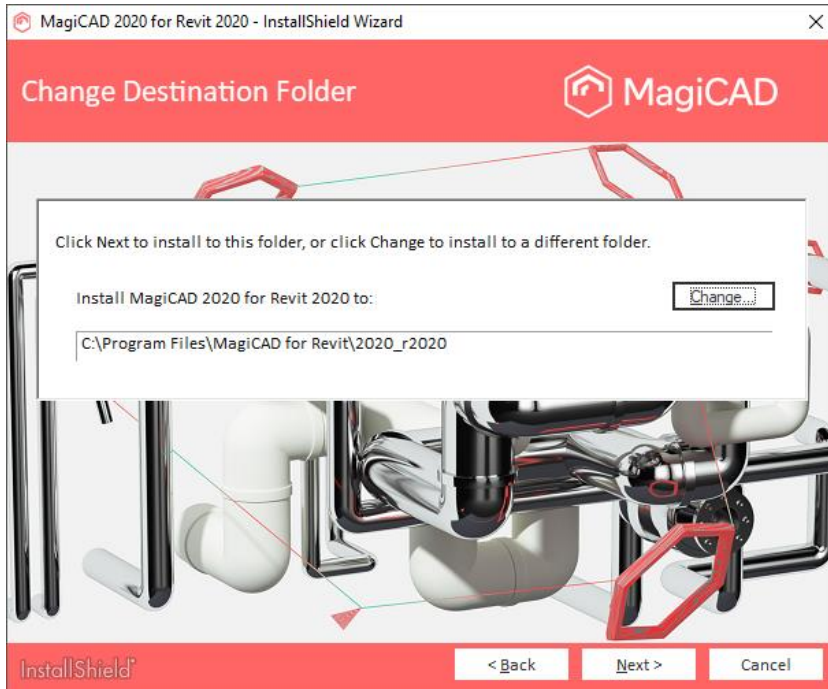 MagiCAD 2020 for Revit 2020 - InstallShield Wizard
Change Destination Folder
MagiCAD
Click Next to install to this folder, or click Change to install to a different folder.
Install MagiCAD 2020 for Revit 2020 to:
Change...
C:\Program Files\MagiCAD for Revit\2020_r2020
InstallShield
< Back
Next >
Cancel